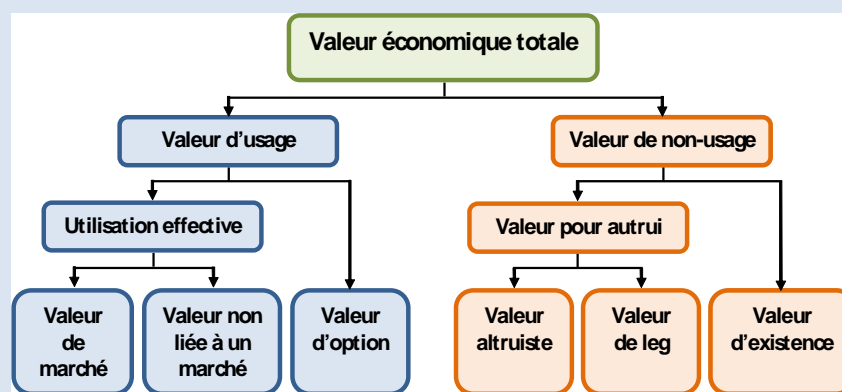 Valeur économique totale
Valeur d'usage
Valeur de non-usage
Utilisation effective
Valeur pour autrui
Valeur
de
marché
Valeur non
liée à un
marché
Valeur
d'option
Valeur
altruiste
Valeur
de leg
Valeur
d'existence